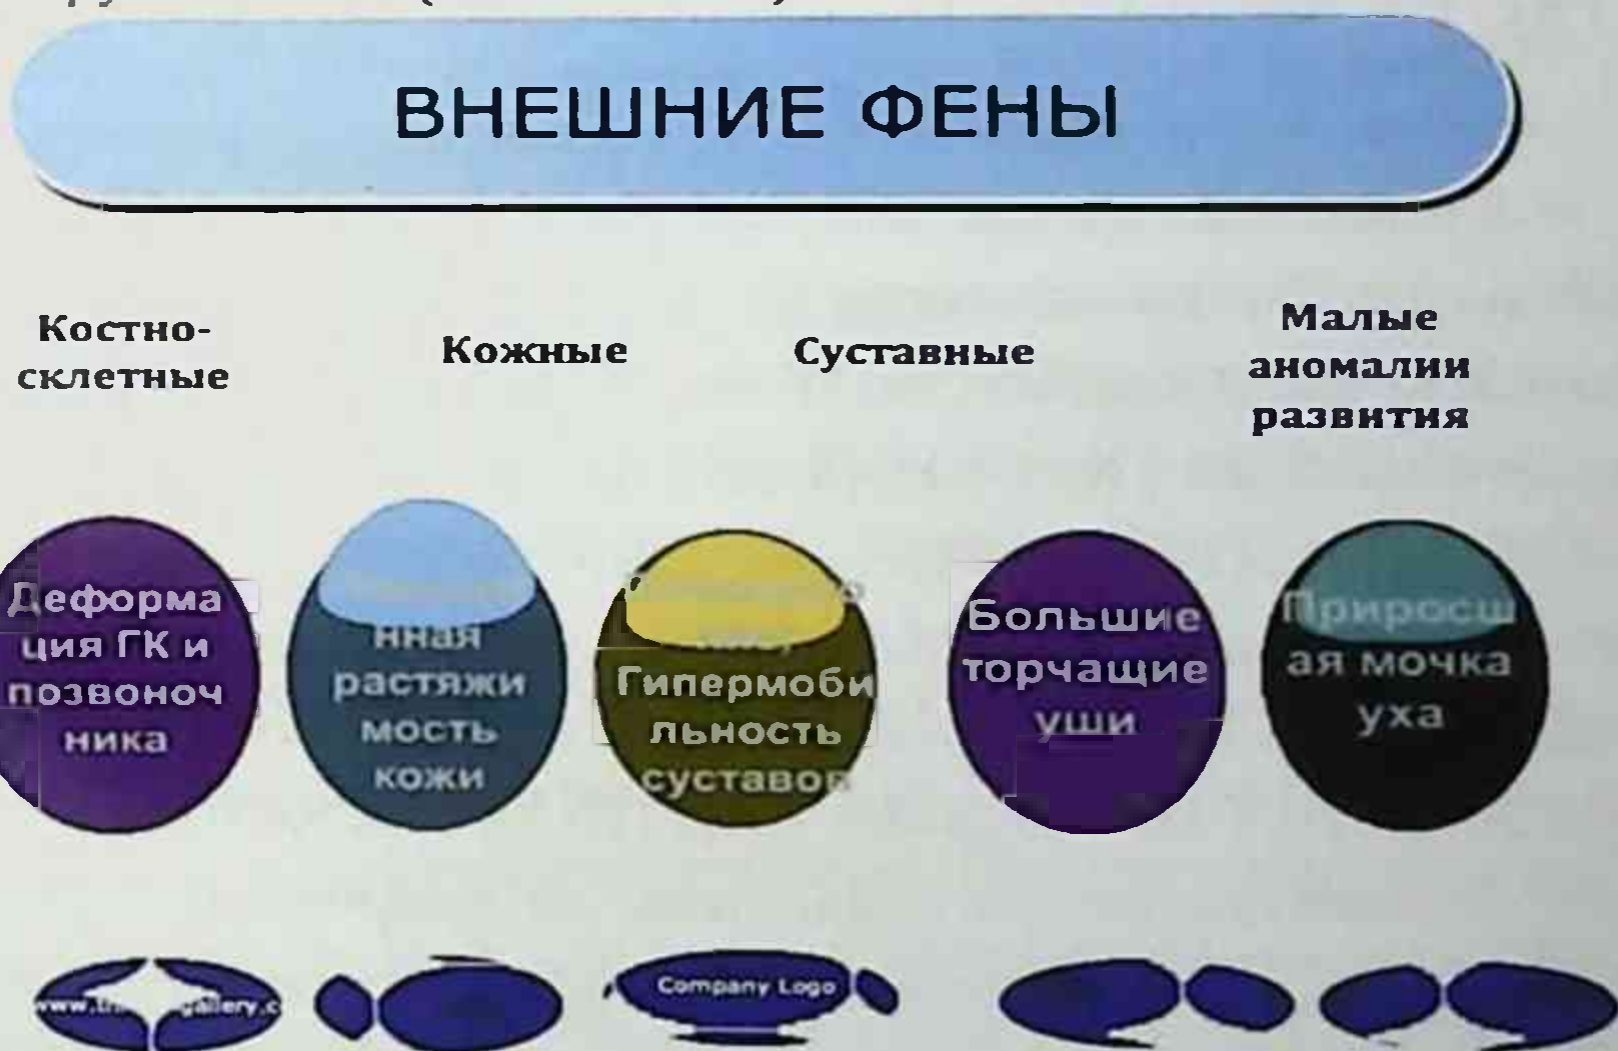 ВНЕШНИЕ ФЕНЫ
Костно-
склетные
Кожные
Суставные
Малые
аномалии
развития
Деформа
ция ГК и
позвоноч
ника
нная
растяжи
мость
кожи
Гипермоби
льность
суставов
Большие
торчащие
уши
Приросш
ая мочка
уха
Company Logo